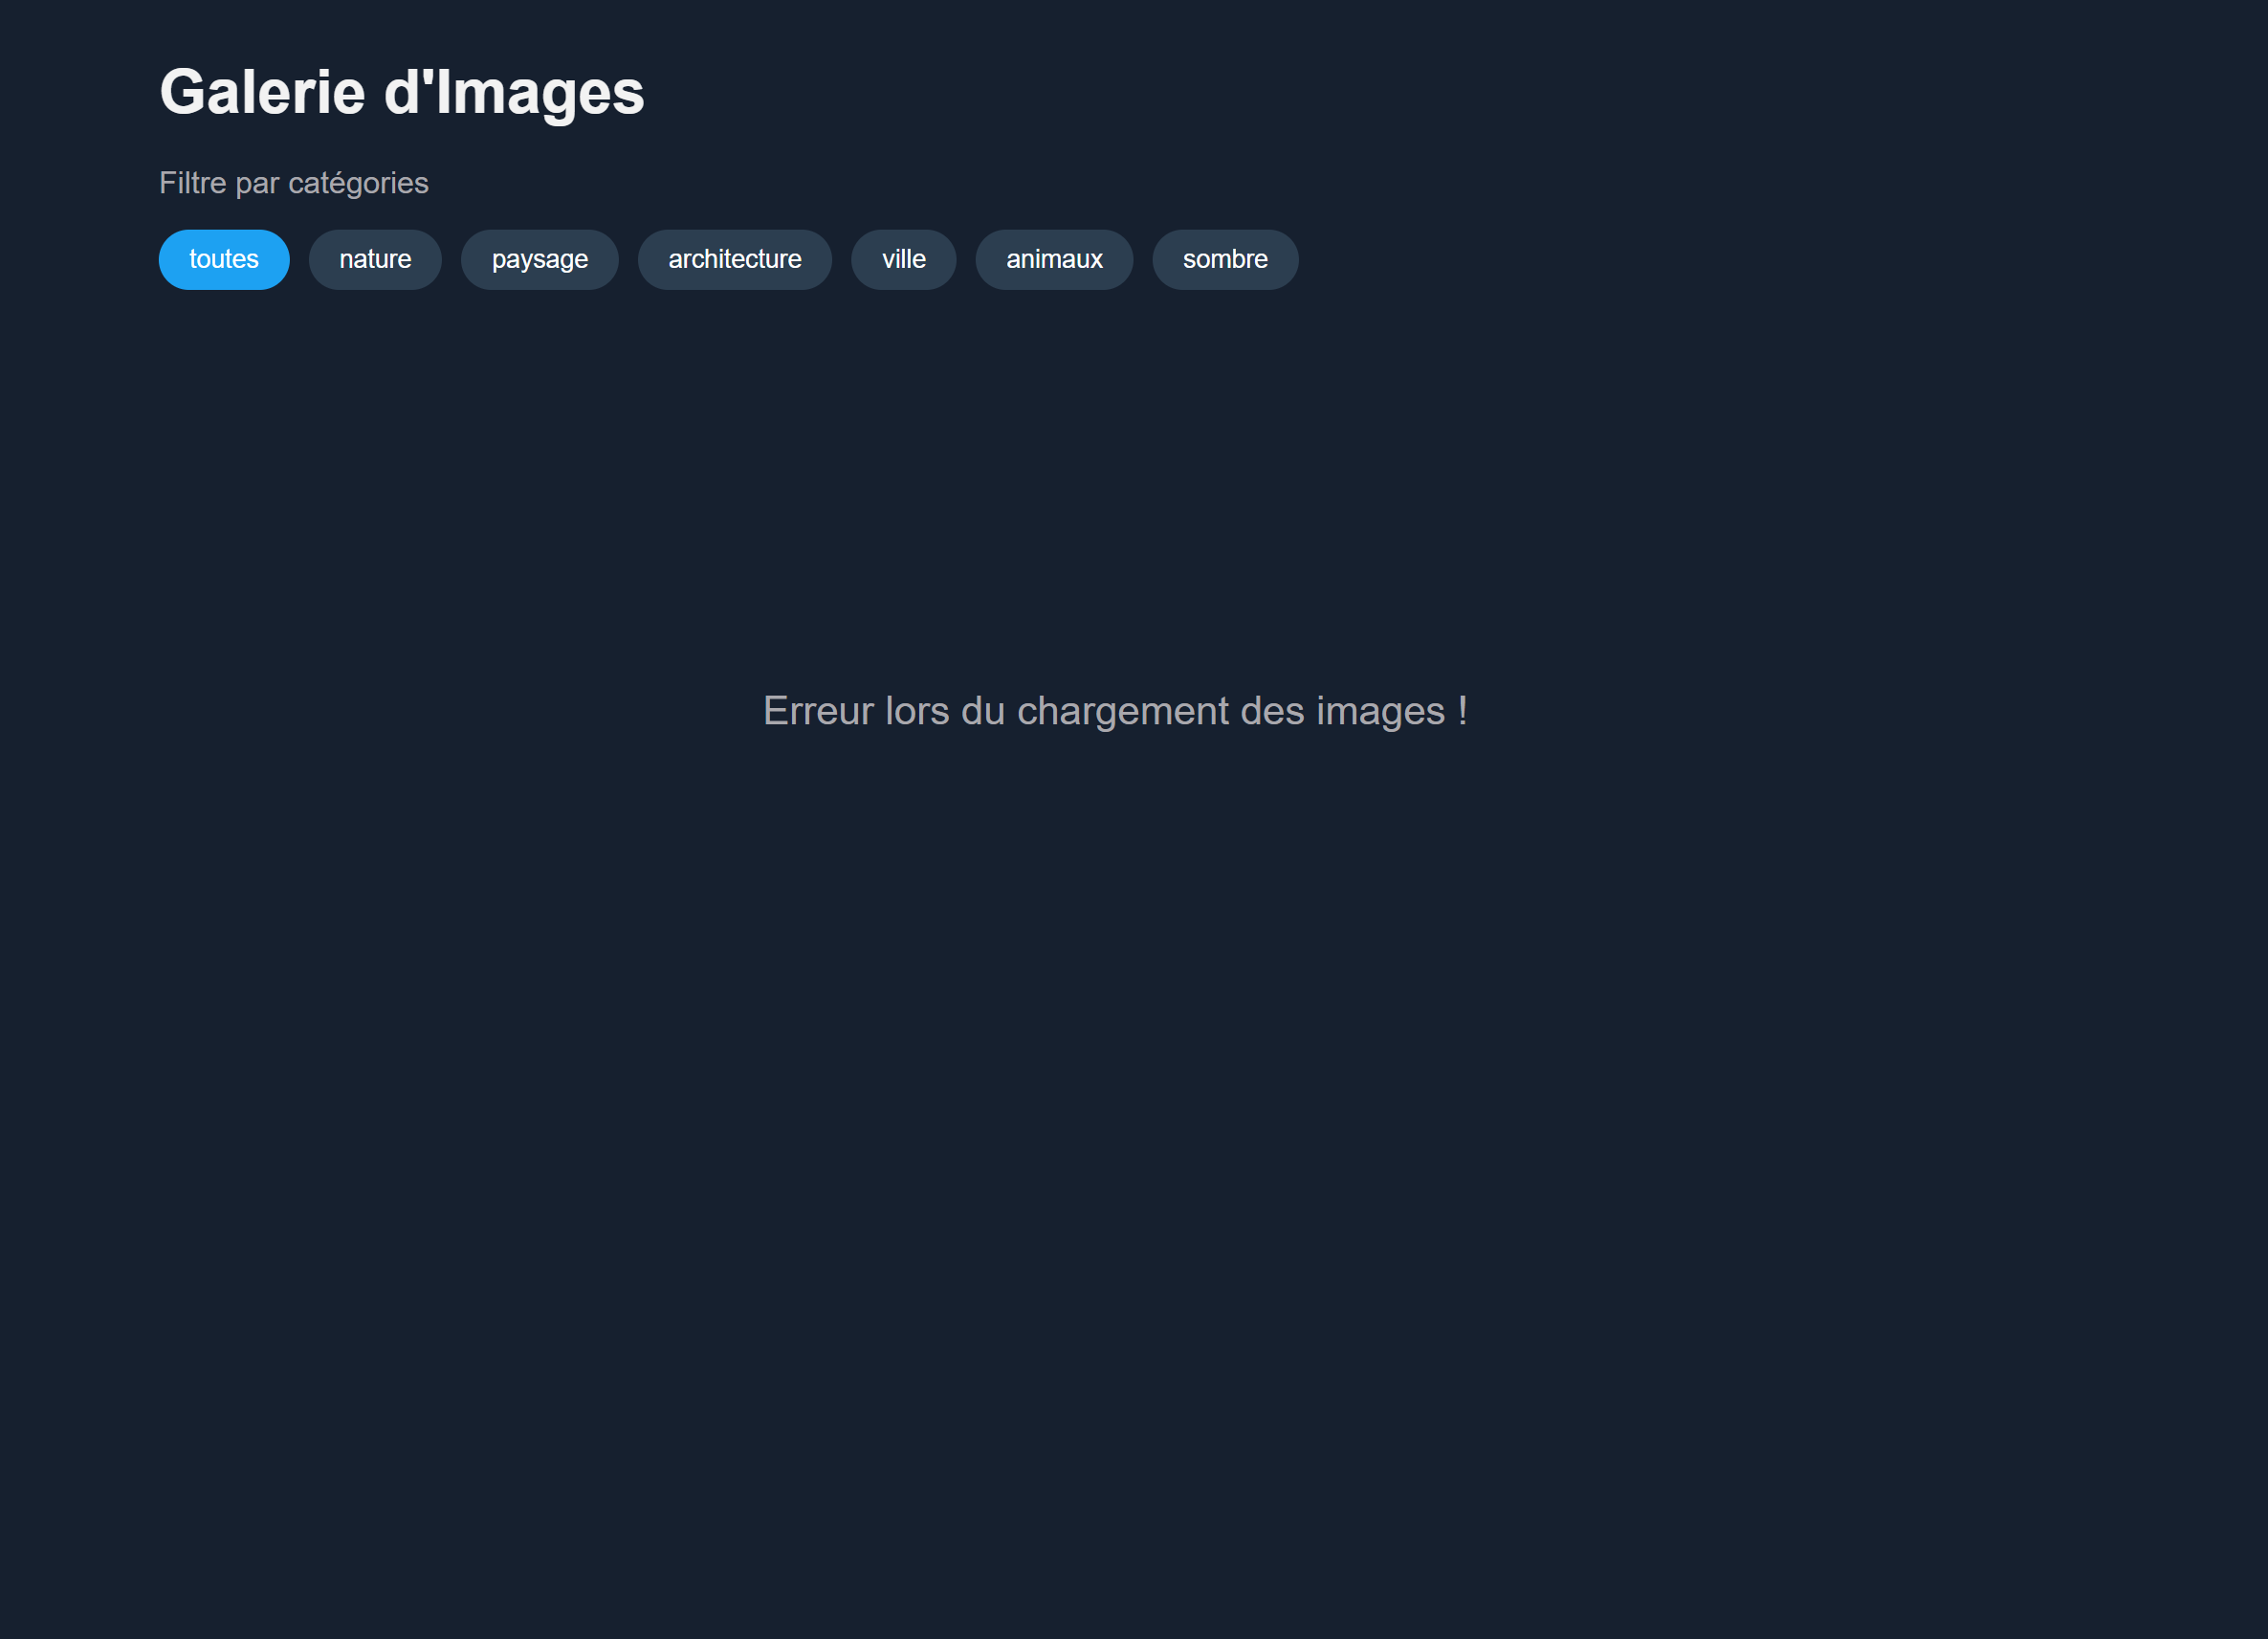 Galerie d'Images
Filtre par catégories
toutes nature paysage architecture ville animaux sombre
Erreur lors du chargement des images !